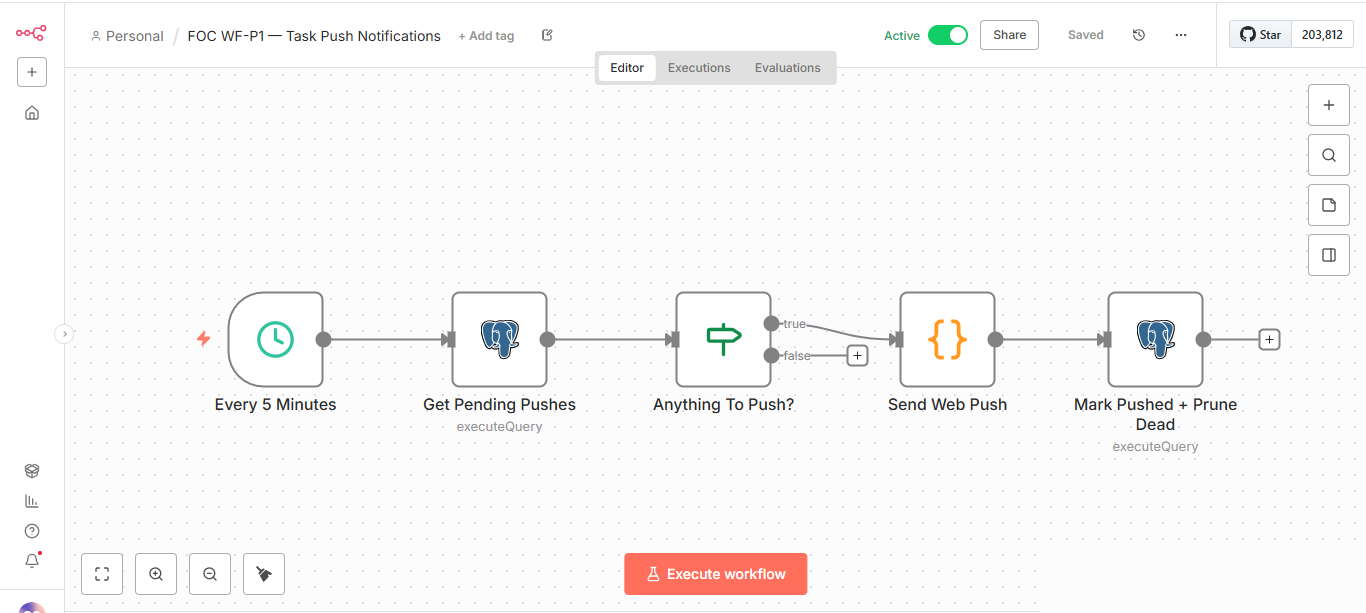 Personal / FOC WF-P1 — Task Push Notifications + Add tag
Active
Share
Saved
Star 203,812
Editor Executions Evaluations
true
false
Every 5 Minutes
Get Pending Pushes
executeQuery
Anything To Push?
Send Web Push
Mark Pushed + Prune
Dead
executeQuery
Execute workflow